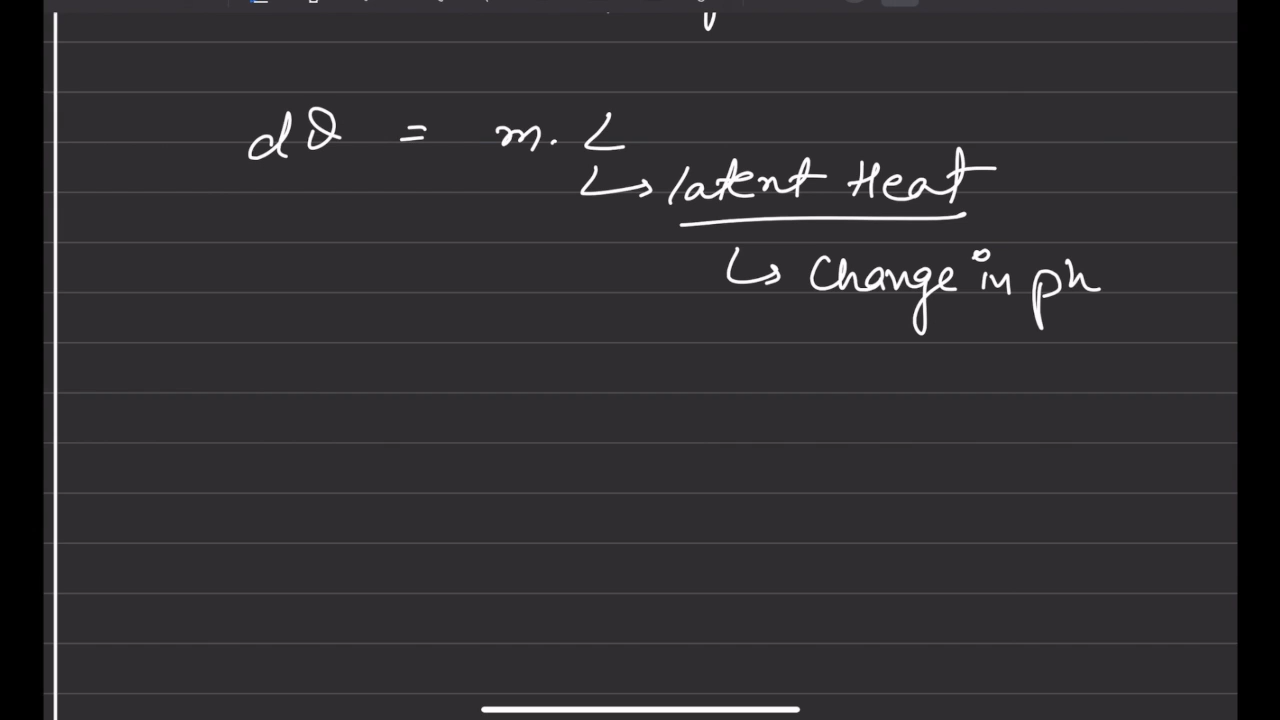 dQ = m. L
↳ latent Heat
↳ Change in ph